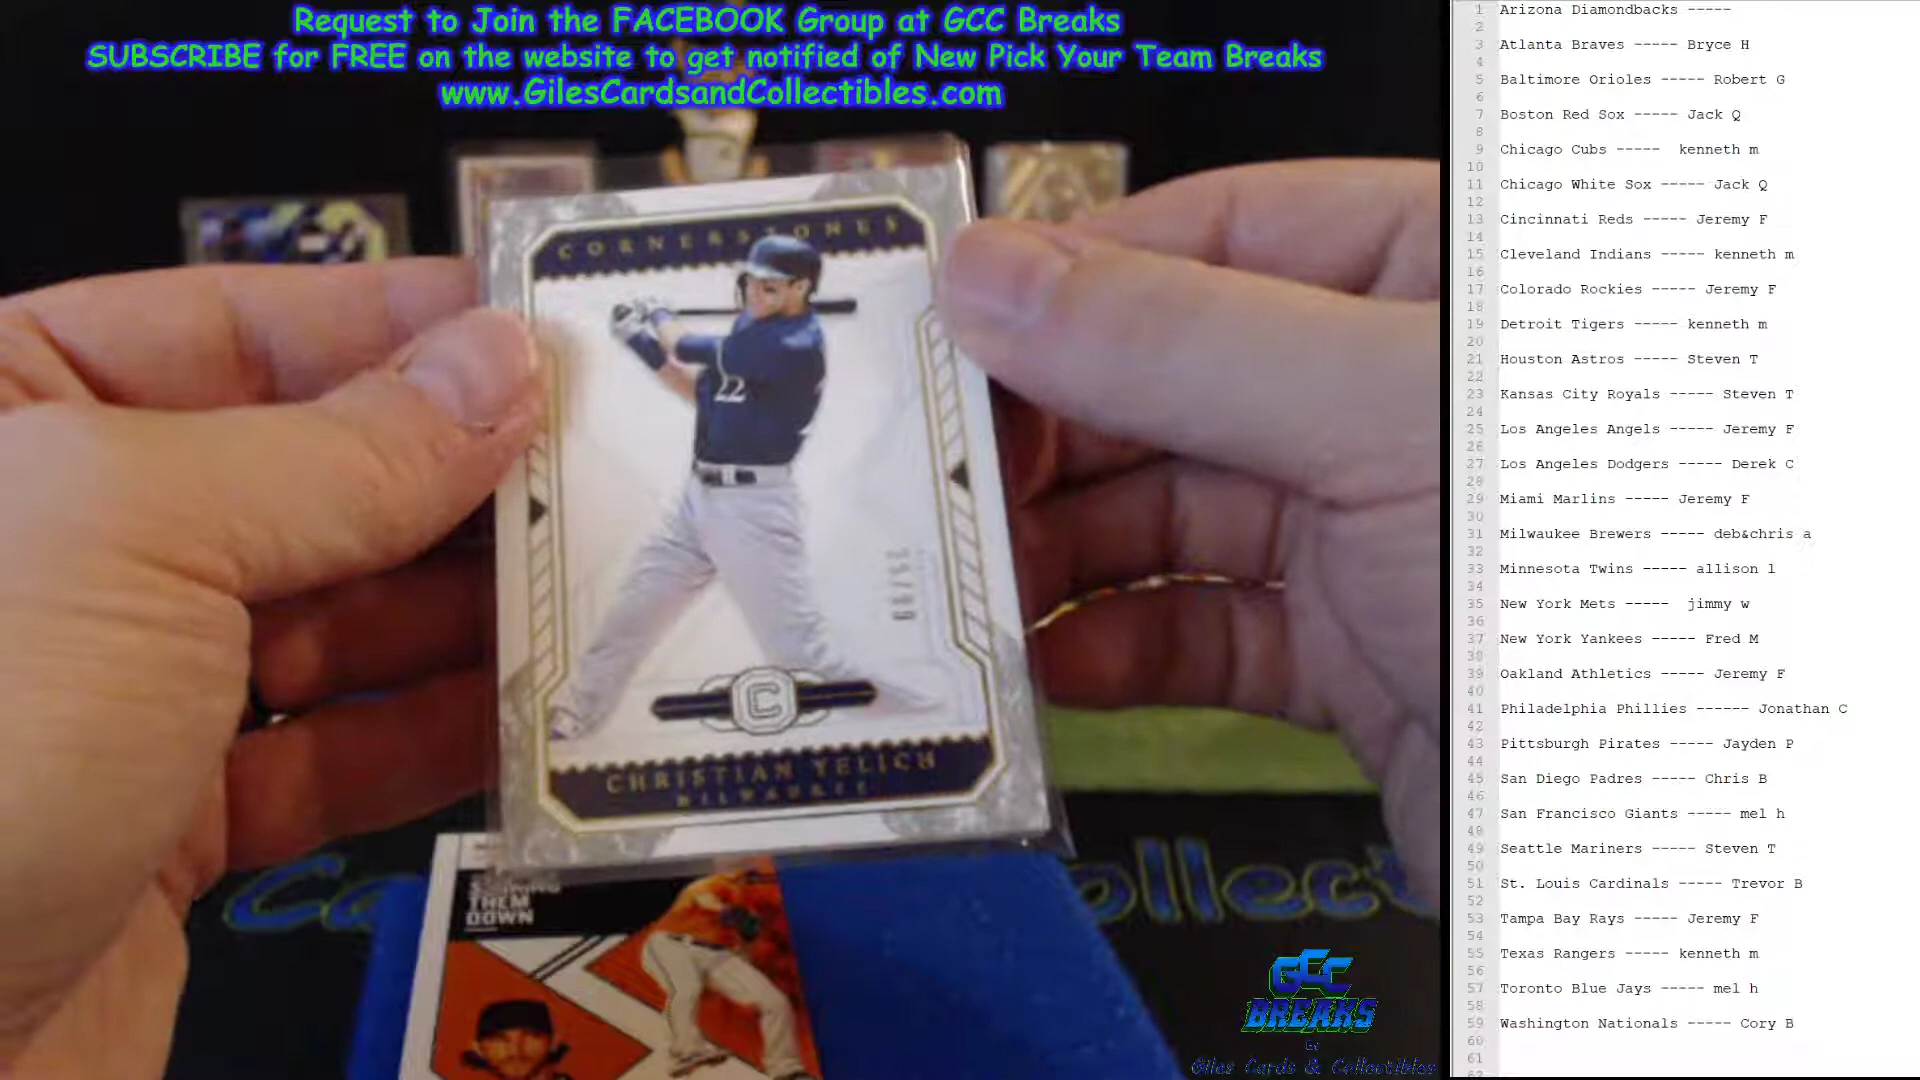 Request to Join the FACEBOOK Group at GCC Breaks
SUBSCRIBE for FREE on the website to get notified of New Pick Your Team Breaks
www.GilesCardsandCollectibles.com
CORNERSTONES
22
C
CHRISTIAN YELICH
MILWAUKEE
THEM
DOWN
Co
ollect
GCC
BREAKS
BY
Giles Cards & Collectibles
1 Arizona Diamondbacks -----
2
3 Atlanta Braves ----- Bryce H
4
5 Baltimore Orioles ----- Robert G
6
7 Boston Red Sox ----- Jack Q
8
9 Chicago Cubs ----- kenneth m
10
11 Chicago White Sox ----- Jack Q
12
13 Cincinnati Reds ----- Jeremy F
14
15 Cleveland Indians ----- kenneth m
16
17 Colorado Rockies ----- Jeremy F
18
19 Detroit Tigers ----- kenneth m
20
21 Houston Astros ----- Steven T
22
23 Kansas City Royals ----- Steven T
24
25 Los Angeles Angels ----- Jeremy F
26
27 Los Angeles Dodgers ----- Derek C
28
29 Miami Marlins ----- Jeremy F
30
31 Milwaukee Brewers ----- deb&chris a
32
33 Minnesota Twins ----- allison l
34
35 New York Mets ----- jimmy w
36
37 New York Yankees ----- Fred M
38
39 Oakland Athletics ----- Jeremy F
40
41 Philadelphia Phillies ------ Jonathan C
42
43 Pittsburgh Pirates ----- Jayden P
44
45 San Diego Padres ----- Chris B
46
47 San Francisco Giants ----- mel h
48
49 Seattle Mariners ----- Steven T
50
51 St. Louis Cardinals ----- Trevor B
52
53 Tampa Bay Rays ----- Jeremy F
54
55 Texas Rangers ----- kenneth m
56
57 Toronto Blue Jays ----- mel h
58
59 Washington Nationals ----- Cory B
60
61